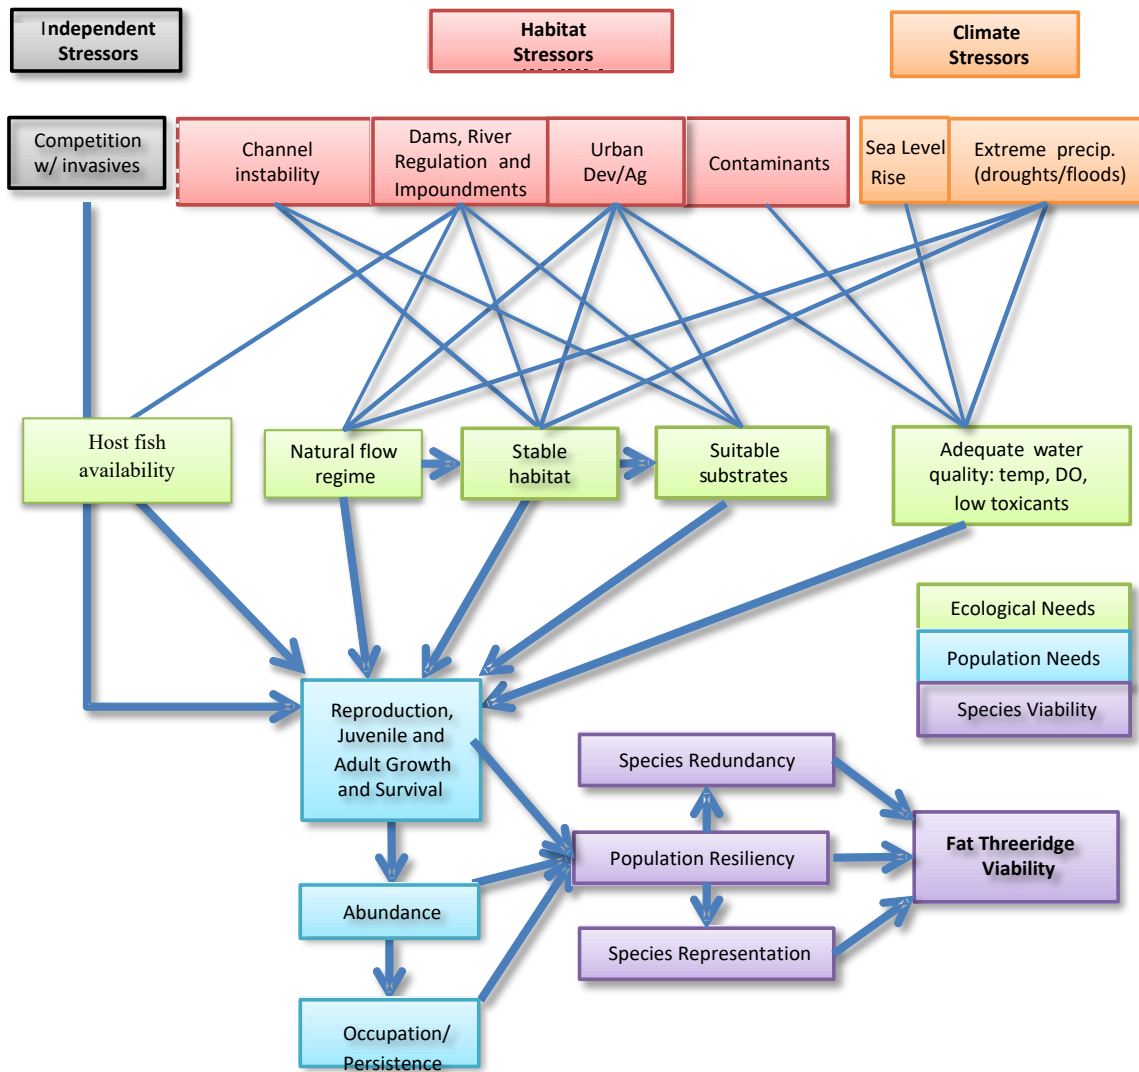 Independent
Stressors
Habitat
Stressors
Climate
Stressors
Competition
w/ invasives
Channel
instability
Dams, River
Regulation and
Impoundments
Urban
Dev/Ag
Contaminants
Sea Level
Rise
Extreme precip.
(droughts/floods)
Host fish
availability
Natural flow
regime
Stable
habitat
Suitable
substrates
Adequate water
quality: temp, DO,
low toxicants
Ecological Needs
Population Needs
Species Viability
Reproduction,
Juvenile and
Adult Growth
and Survival
Species Redundancy
Population Resiliency
Fat Threeridge
Viability
Abundance
Species Representation
Occupation/
Persistence